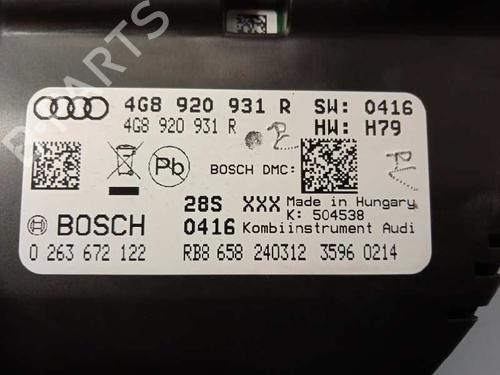 4G8 920 931 R SW: 0416
4G8 920 931 R HW: H79
Pb
BOSCH DMC:
28S XXX Made in Hungary
K: 504538
BOSCH 0416 Kombiinstrument Audi
0 263 672 122 RB8 658 240312 3596 0214
PARTS